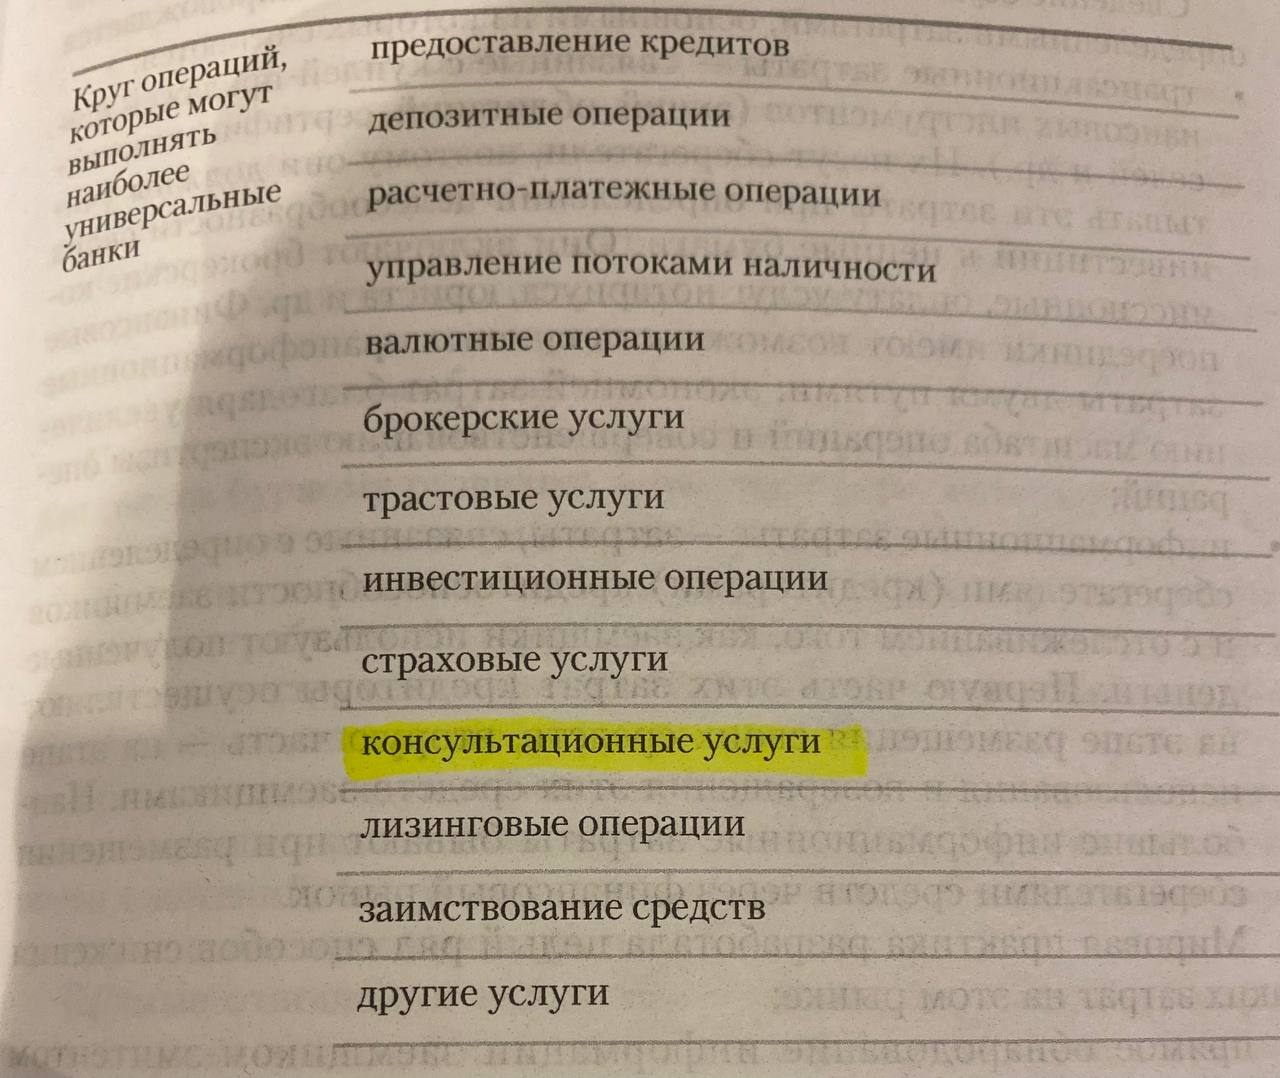 Круг операций,
которые могут
выполнять
наиболее
универсальные
банки
предоставление кредитов
депозитные операции
расчетно-платежные операции
управление потоками наличности
валютные операции
брокерские услуги
трастовые услуги
инвестиционные операции
страховые услуги
консультационные услуги
лизинговые операции
заимствование средств
другие услуги